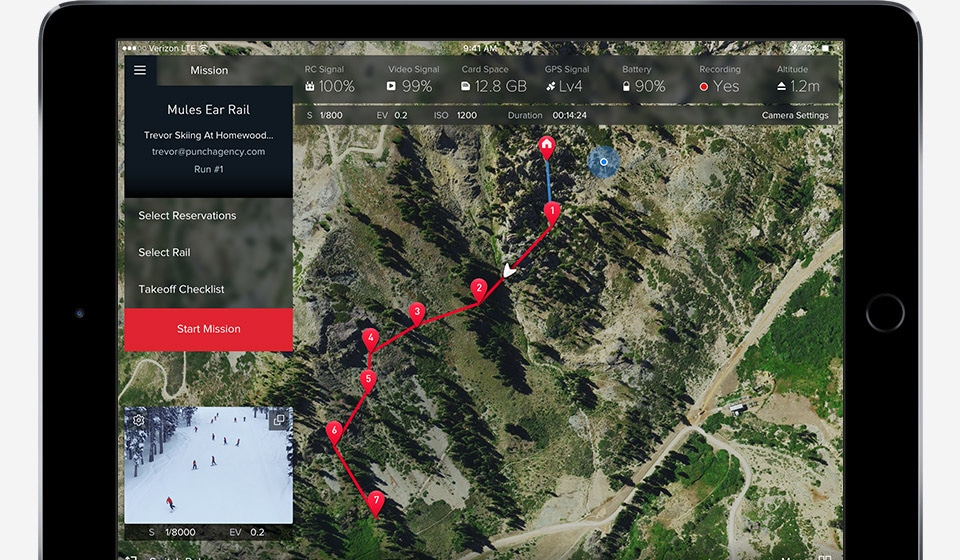 Verizon LTE
9:41 AM
42%
Mission
RC Signal
100%
Video Signal
99%
Card Space
12.8 GB
GPS Signal
Lv4
Battery
90%
Recording
Yes
Altitude
1.2m
S 1/800 EV 0.2 ISO 1200 Duration 00:14:24 Camera Settings
Mules Ear Rail
Trevor Skiing At Homewood...
trevor@punchagency.com
Run #1
Select Reservations
Select Rail
Takeoff Checklist
Start Mission
1
2
3
4
5
6
7
S 1/8000 EV 0.2